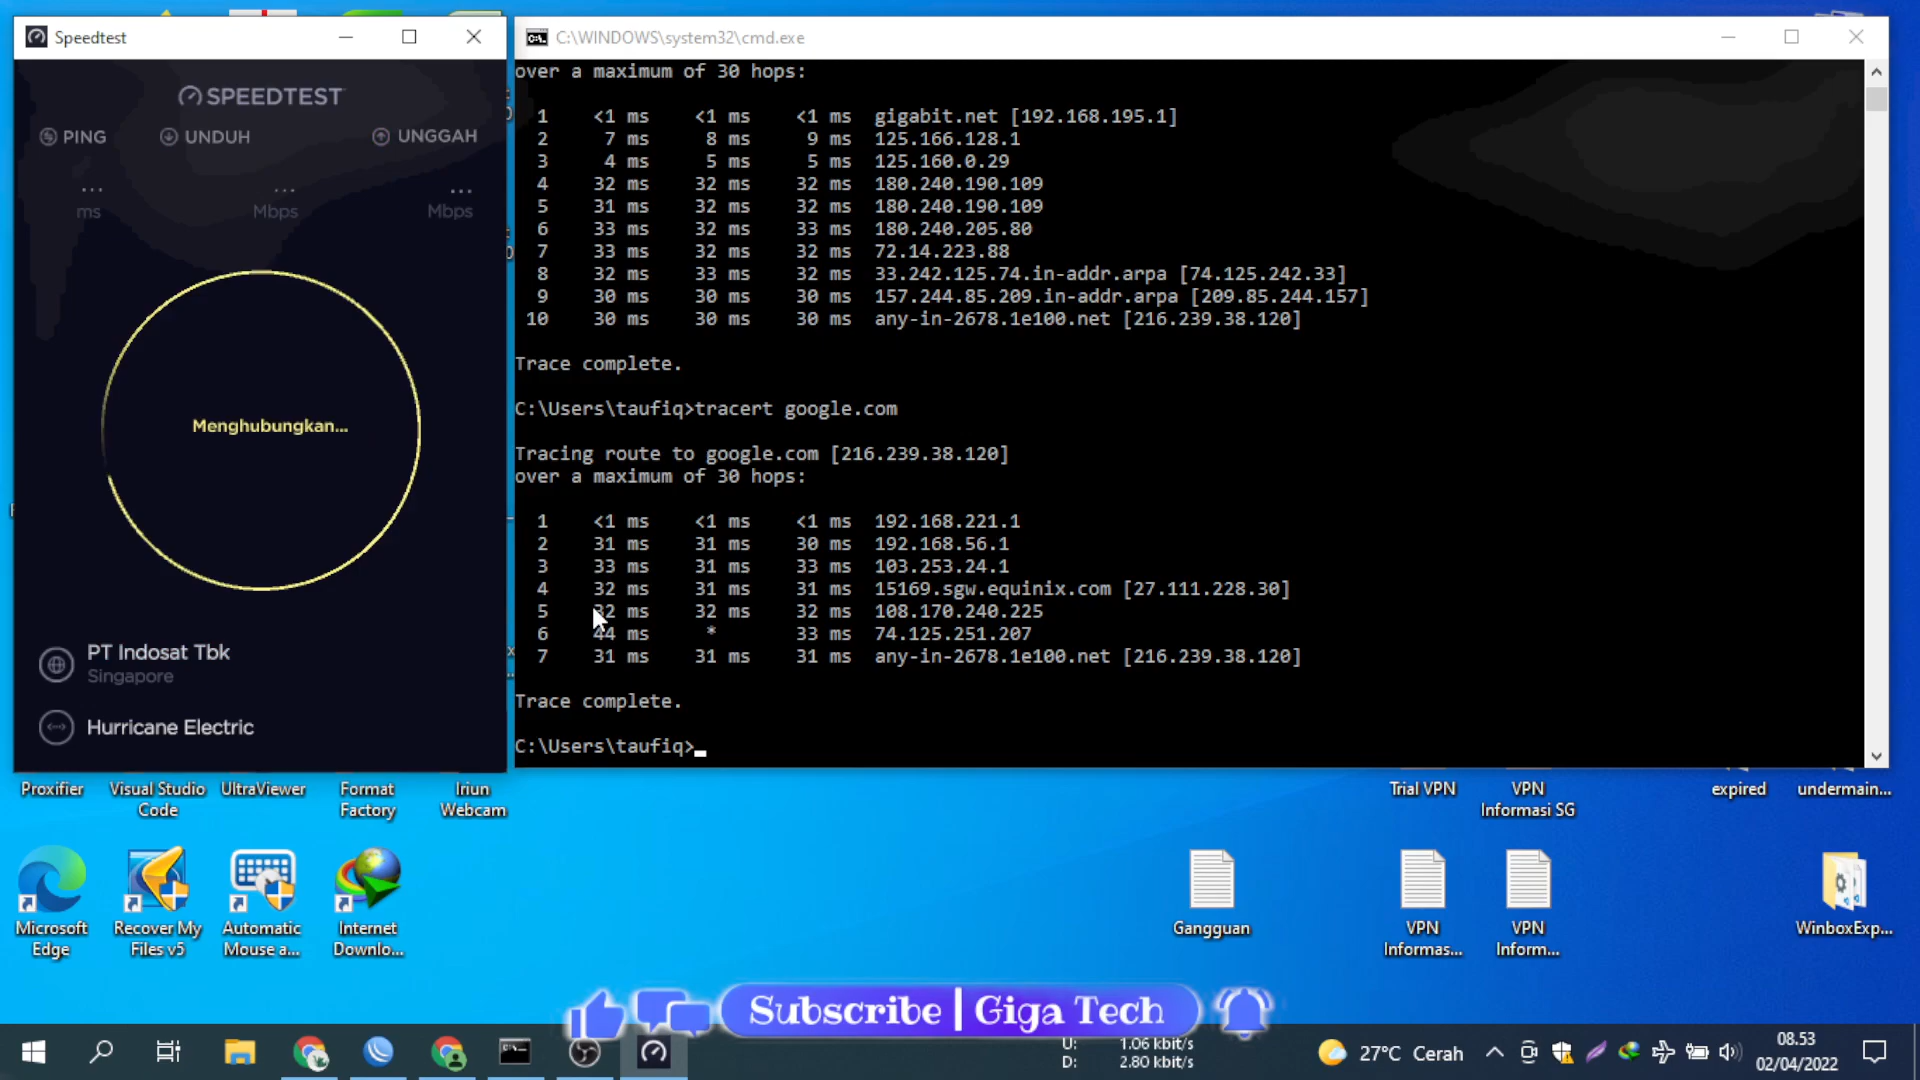 Speedtest
SPEEDTEST
PING UNDUH UNGGAH
... ... ...
ms Mbps Mbps
Menghubungkan...
PT Indosat Tbk
Singapore
Hurricane Electric
C:\WINDOWS\system32\cmd.exe
over a maximum of 30 hops:
1 <1 ms <1 ms <1 ms gigabit.net [192.168.195.1]
2 7 ms 8 ms 9 ms 125.166.128.1
3 4 ms 5 ms 5 ms 125.160.0.29
4 32 ms 32 ms 32 ms 180.240.190.109
5 31 ms 32 ms 32 ms 180.240.190.109
6 33 ms 32 ms 33 ms 180.240.205.80
7 33 ms 32 ms 32 ms 72.14.223.88
8 32 ms 33 ms 32 ms 33.242.125.74.in-addr.arpa [74.125.242.33]
9 30 ms 30 ms 30 ms 157.244.85.209.in-addr.arpa [209.85.244.157]
10 30 ms 30 ms 30 ms any-in-2678.1e100.net [216.239.38.120]
Trace complete.
C:\Users\taufiq>tracert google.com
Tracing route to google.com [216.239.38.120]
over a maximum of 30 hops:
1 <1 ms <1 ms <1 ms 192.168.221.1
2 31 ms 31 ms 30 ms 192.168.56.1
3 33 ms 31 ms 33 ms 103.253.24.1
4 32 ms 31 ms 31 ms 15169.sgw.equinix.com [27.111.228.30]
5 32 ms 32 ms 32 ms 108.170.240.225
6 44 ms * 33 ms 74.125.251.207
7 31 ms 31 ms 31 ms any-in-2678.1e100.net [216.239.38.120]
Trace complete.
C:\Users\taufiq>_
Proxifier
Visual Studio
Code
UltraViewer
Format
Factory
Iriun
Webcam
Trial VPN
VPN
Informasi SG
expired
undermain...
Microsoft
Edge
Recover My
Files v5
Automatic
Mouse a...
Internet
Downlo...
Gangguan
VPN
Informas...
VPN
Inform...
WinboxExp...
Subscribe | Giga Tech
U: 1.06 kbit/s
D: 2.80 kbit/s
27°C Cerah
08.53
02/04/2022